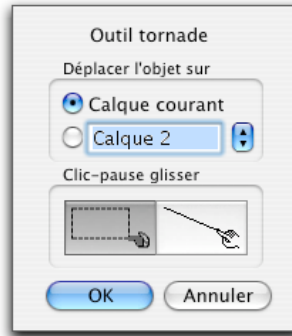 Outil tornade
Déplacer l'objet sur
Calque courant
Calque 2
Clic-pause glisser
OK
Annuler